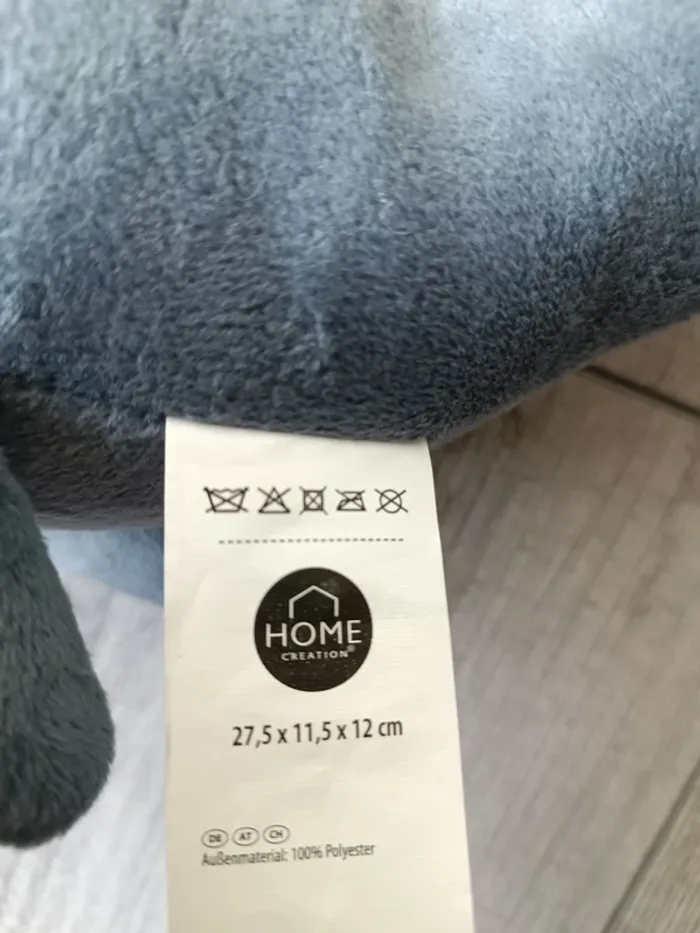 HOME
CREATION®
27,5 x 11,5 x 12 cm
DE AT CH
Außenmaterial: 100% Polyester